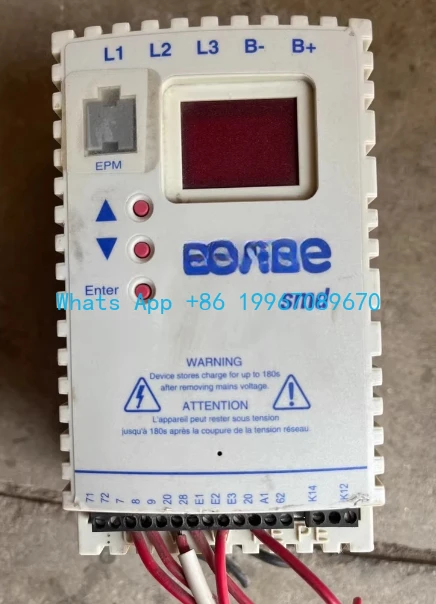 L1 L2 L3 B- B+
EPM
Enter
smd
Whats App +86
WARNING
Device stores charge for up to 180s
after removing mains voltage.
ATTENTION
L'appareil peut rester sous tension
jusqu'à 180s après la coupure de la tension réseau.
71 72 7 8 9 20 28 E1 E2 E3 20 A1 62 K14 K12
PE